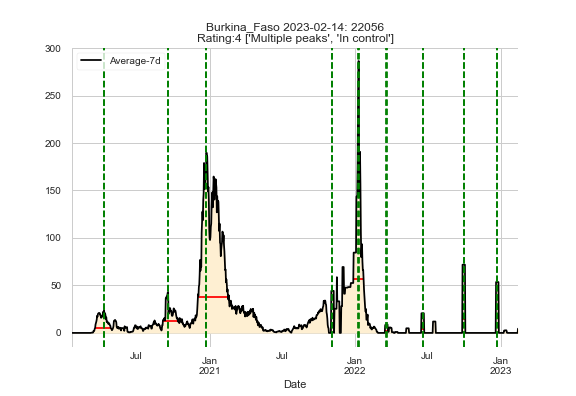 Burkina_Faso 2023-02-14: 22056
Rating:4 ['Multiple peaks', 'In control']
300
Average-7d
250
200
150
100
50
0
Jul
Jan
2021
Jul
Jan
2022
Jul
Jan
2023
Date